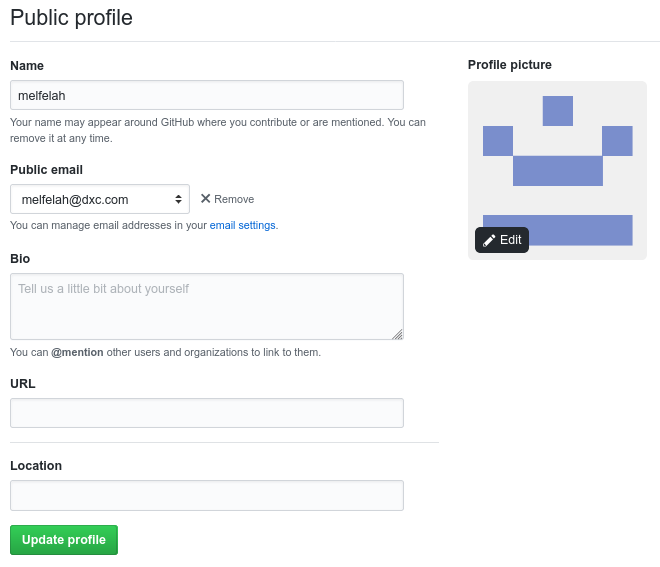 Public profile
Name
melfelah
Your name may appear around GitHub where you contribute or are mentioned. You can
remove it at any time.
Public email
melfelah@dxc.com
Remove
You can manage email addresses in your email settings.
Bio
Tell us a little bit about yourself
You can @mention other users and organizations to link to them.
URL
Location
Update profile
Profile picture
Edit